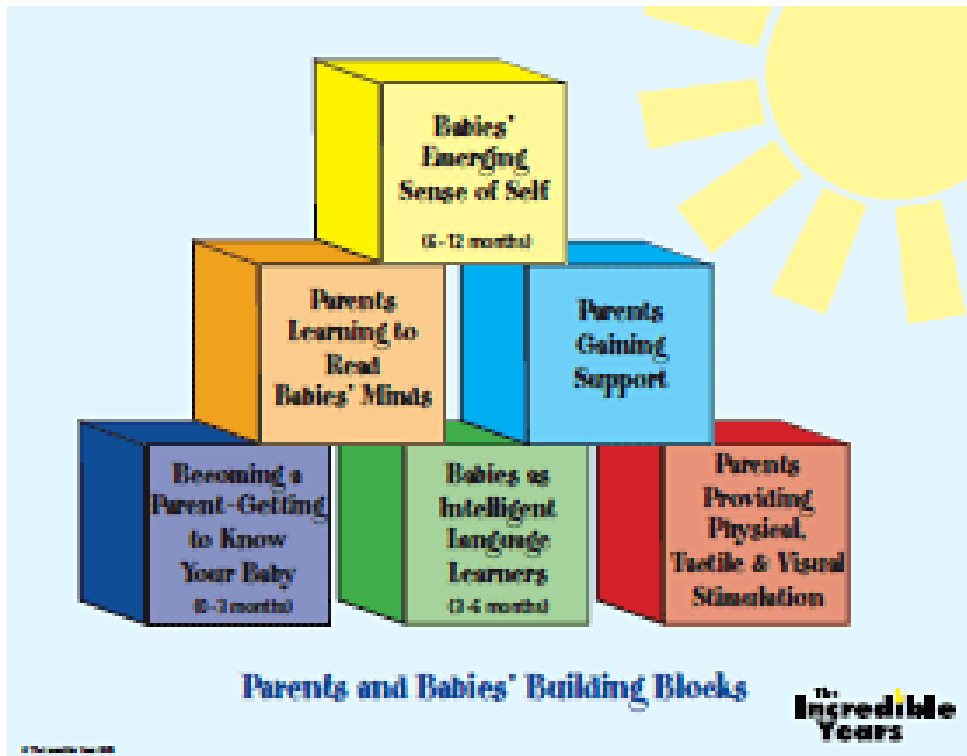 Babies'
Emerging
Sense of Self
(6-12 months)
Parents
Learning to
Read
Babies' Minds
Parents
Gaining
Support
Becoming a
Parent-Getting
to Know
Your Baby
(0-3 months)
Babies as
Intelligent
Language
Learners
(3-6 months)
Parents
Providing
Physical,
Tactile & Visual
Stimulation
Parents and Babies' Building Blocks
The
Incredible
Years